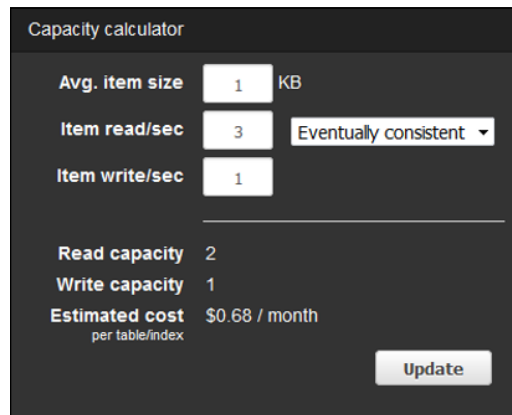 Capacity calculator
Avg. item size 1 KB
Item read/sec 3 Eventually consistent
Item write/sec 1
Read capacity 2
Write capacity 1
Estimated cost $0.68 / month
per table/index
Update